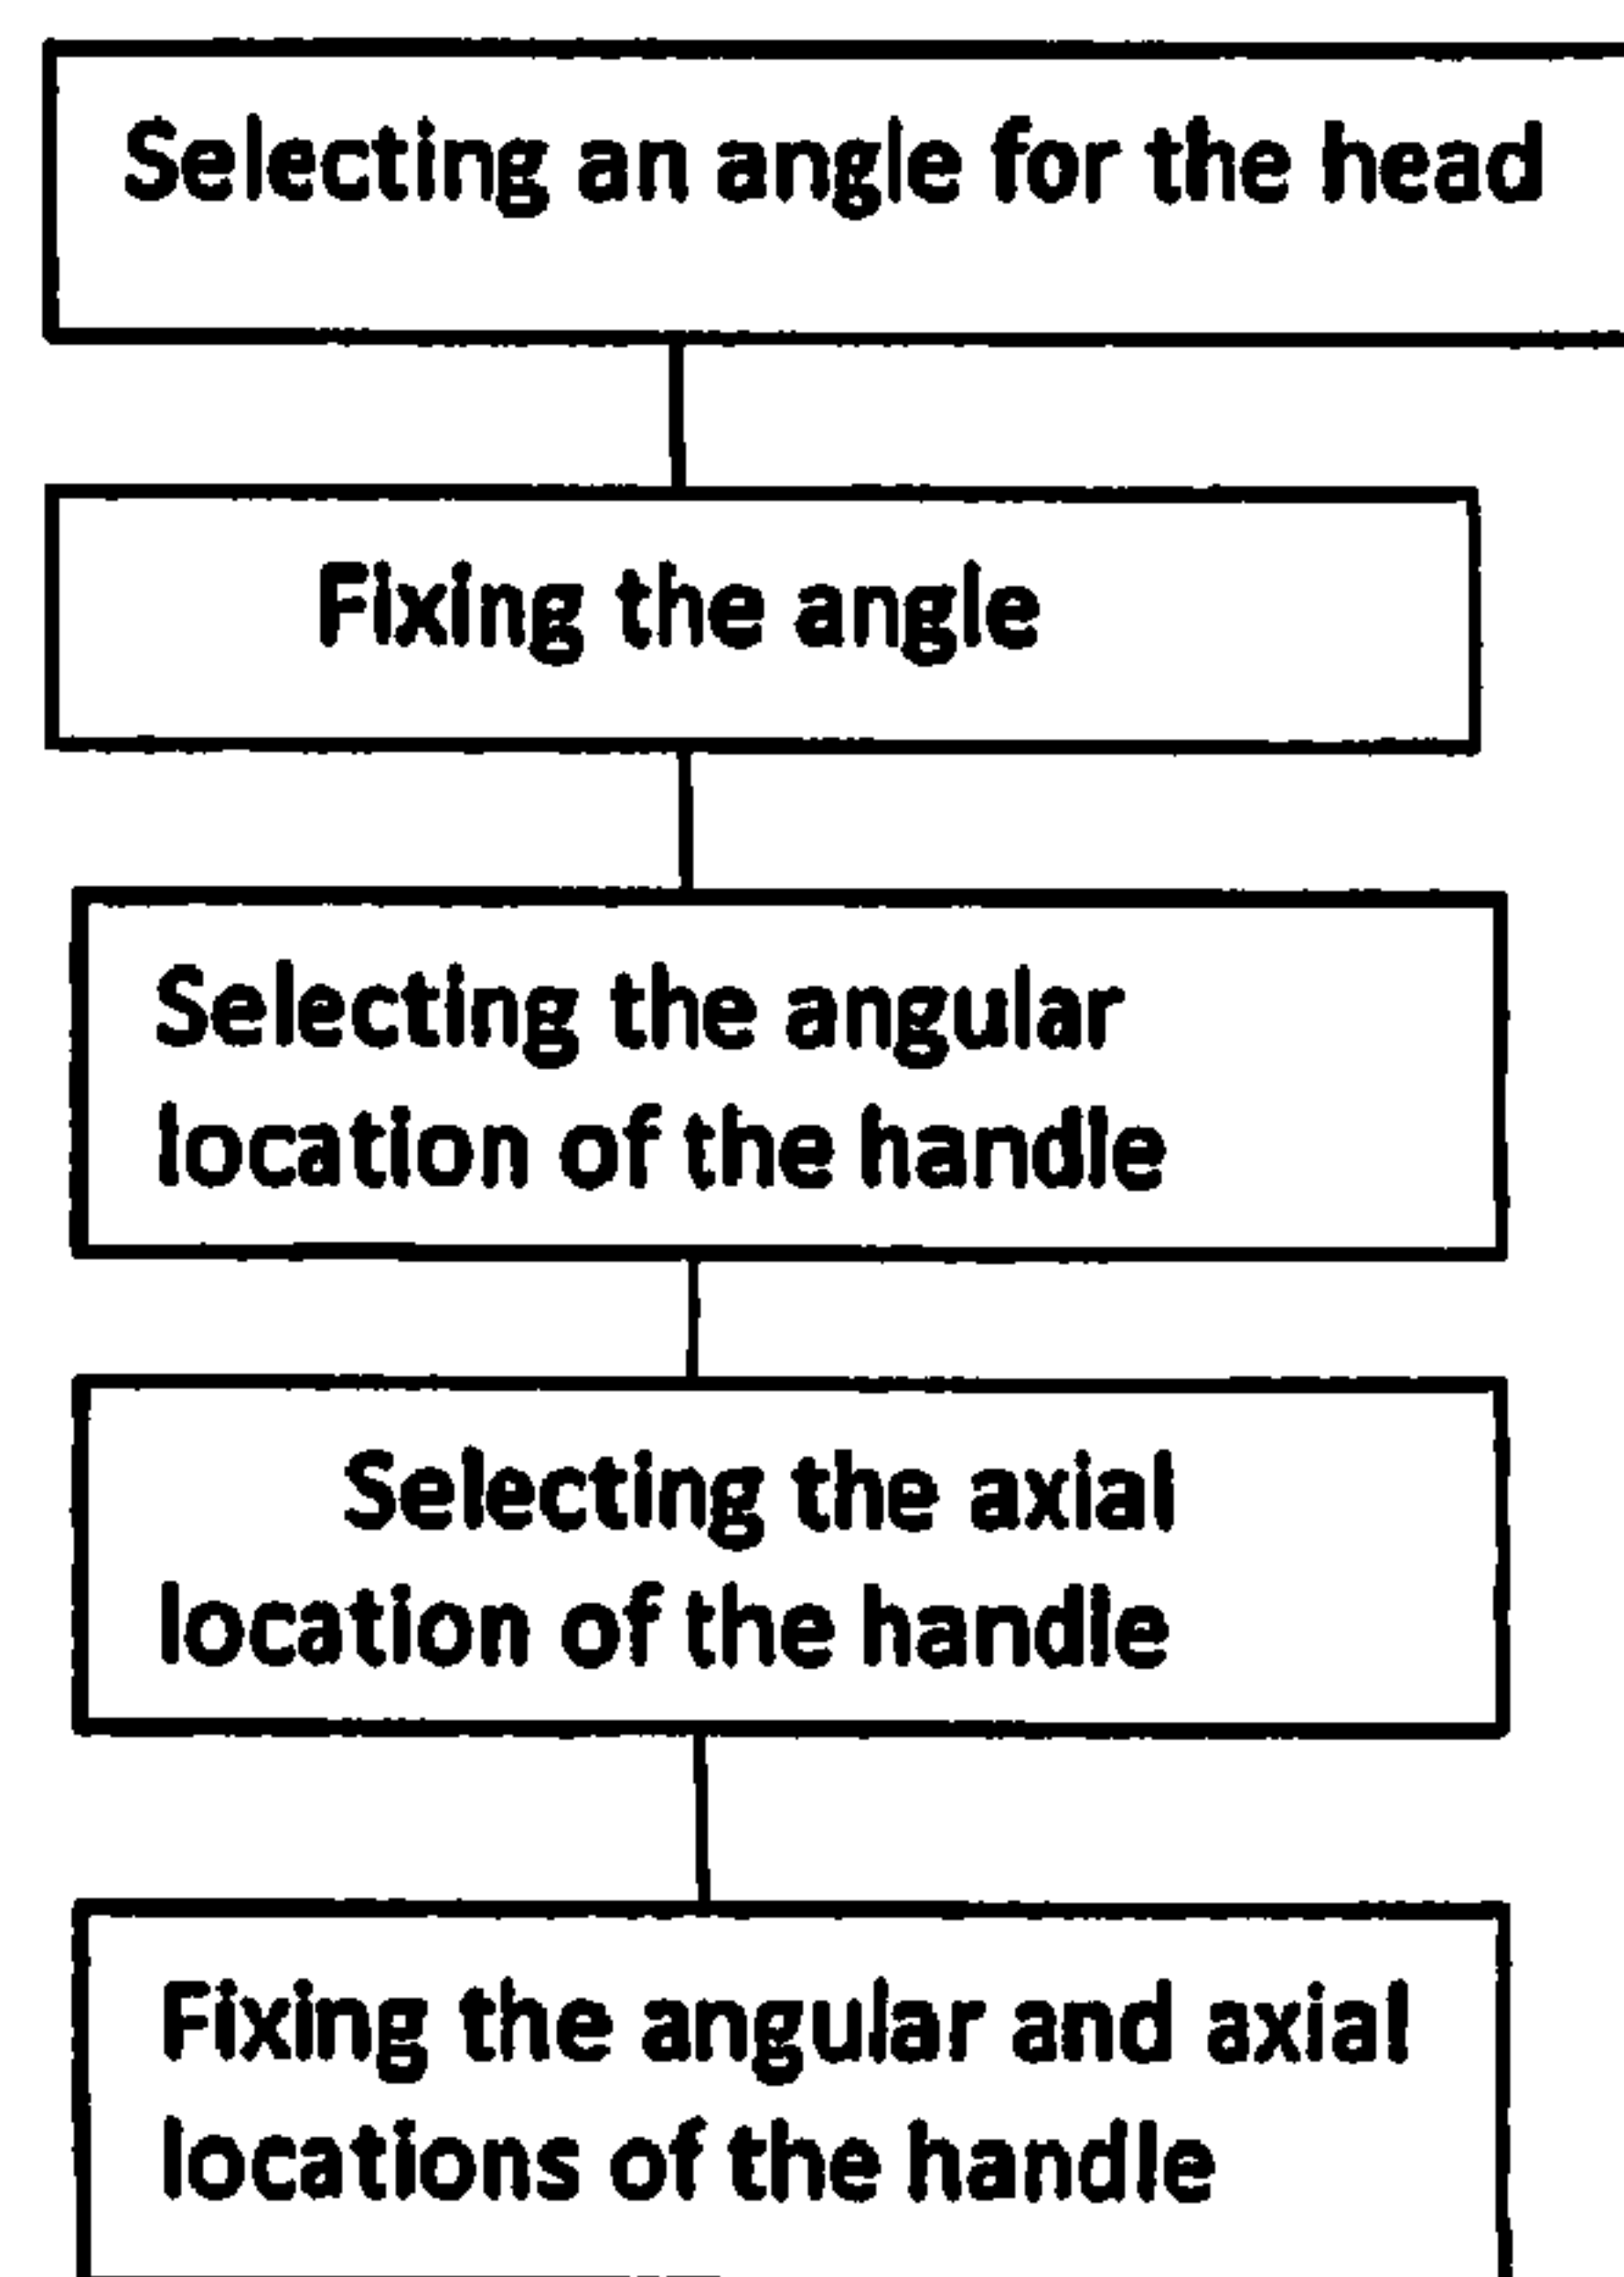 Selecting an angle for the head
Fixing the angle
Selecting the angular
location of the handle
Selecting the axial
location of the handle
Fixing the angular and axial
locations of the handle